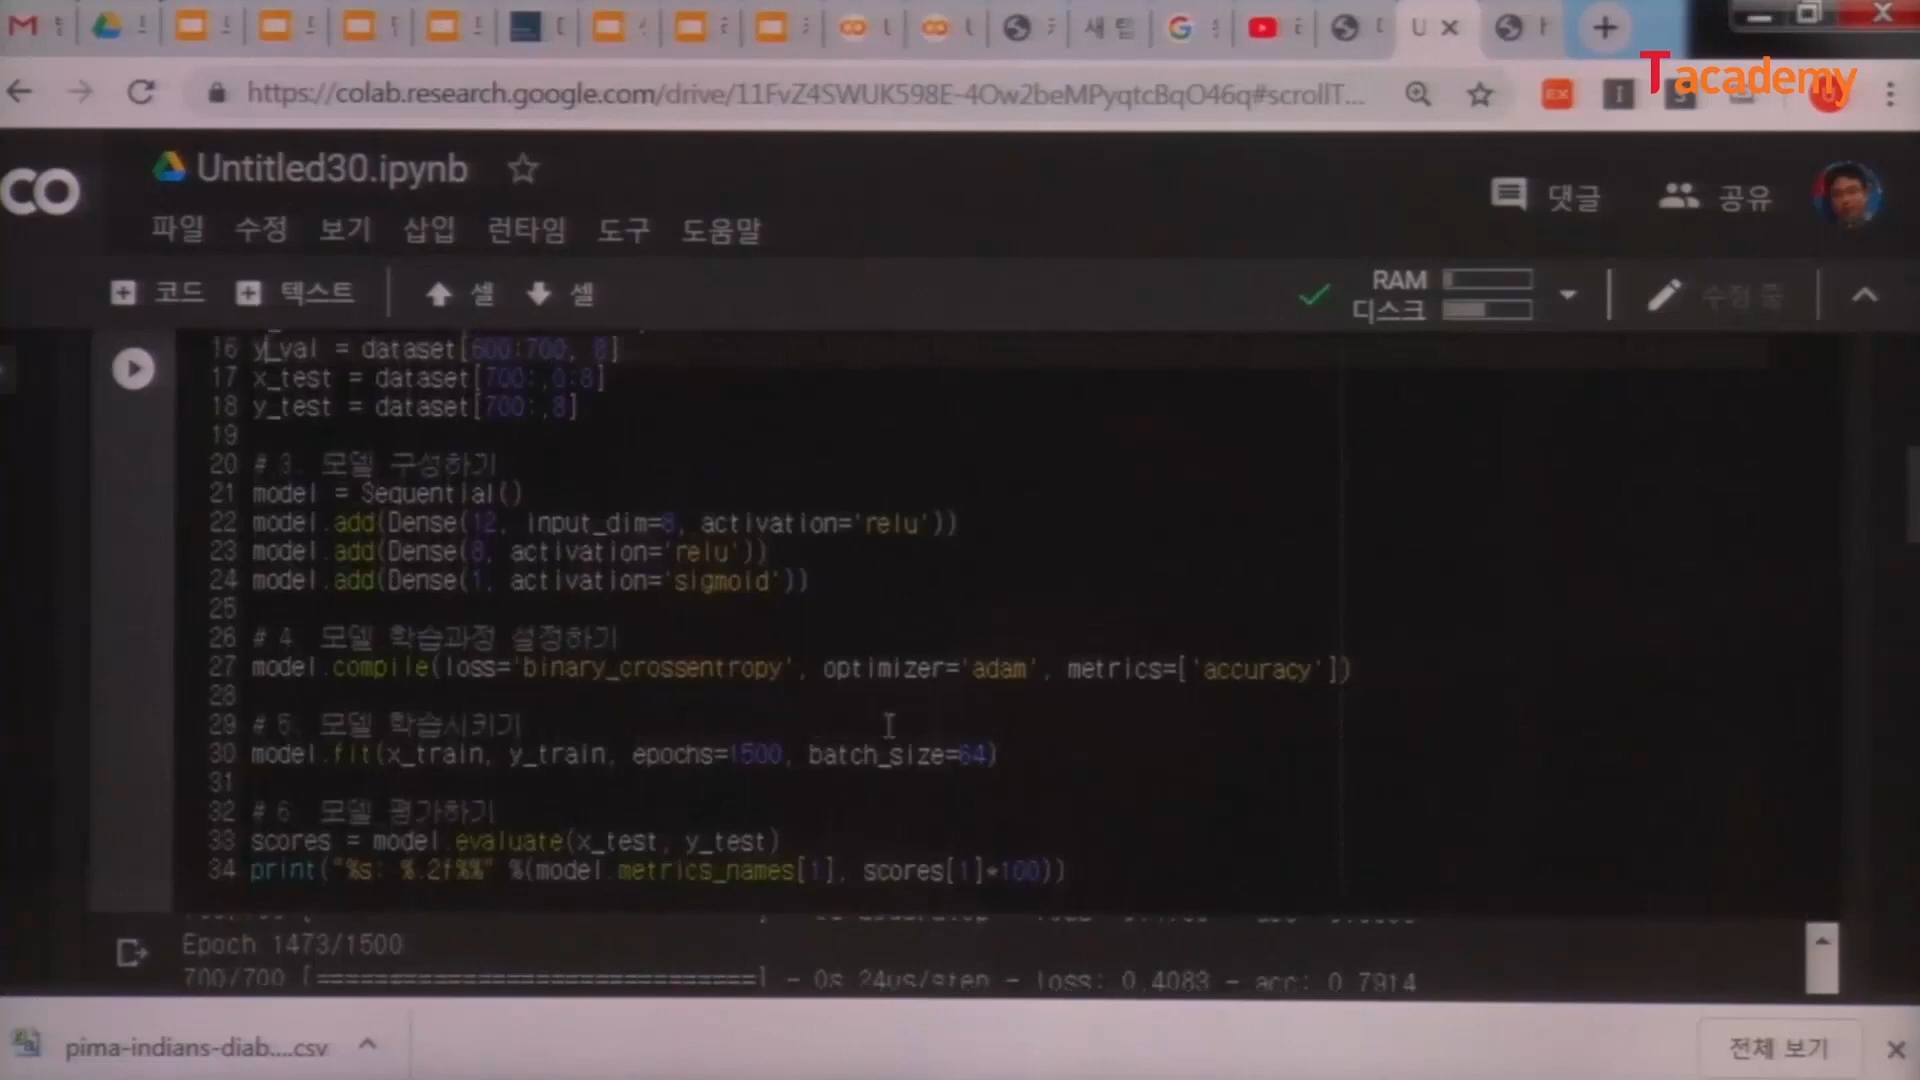 Tacademy
새 탭
https://colab.research.google.com/drive/11FvZ4SWUK598E-4Ow2beMPyqtcBqO46q#scrollT...
CO
Untitled30.ipynb
댓글
공유
파일 수정 보기 삽입 런타임 도구 도움말
코드 텍스트 셀 셀
RAM
디스크
16 y_val = dataset[600:700, 8]
17 x_test = dataset[700:,0:8]
18 y_test = dataset[700:,8]
19
20 # 3. 모델 구성하기
21 model = Sequential()
22 model.add(Dense(12, input_dim=8, activation='relu'))
23 model.add(Dense(8, activation='relu'))
24 model.add(Dense(1, activation='sigmoid'))
25
26 # 4. 모델 학습과정 설정하기
27 model.compile(loss='binary_crossentropy', optimizer='adam', metrics=['accuracy'])
28
29 # 5. 모델 학습시키기
30 model.fit(x_train, y_train, epochs=1500, batch_size=64)
31
32 # 6. 모델 평가하기
33 scores = model.evaluate(x_test, y_test)
34 print("%s: %.2f%%" %(model.metrics_names[1], scores[1]*100))
Epoch 1473/1500
700/700 [==============================] - 0s 24us/step - loss: 0.4083 - acc: 0.7914
pima-indians-diab....csv
전체 보기